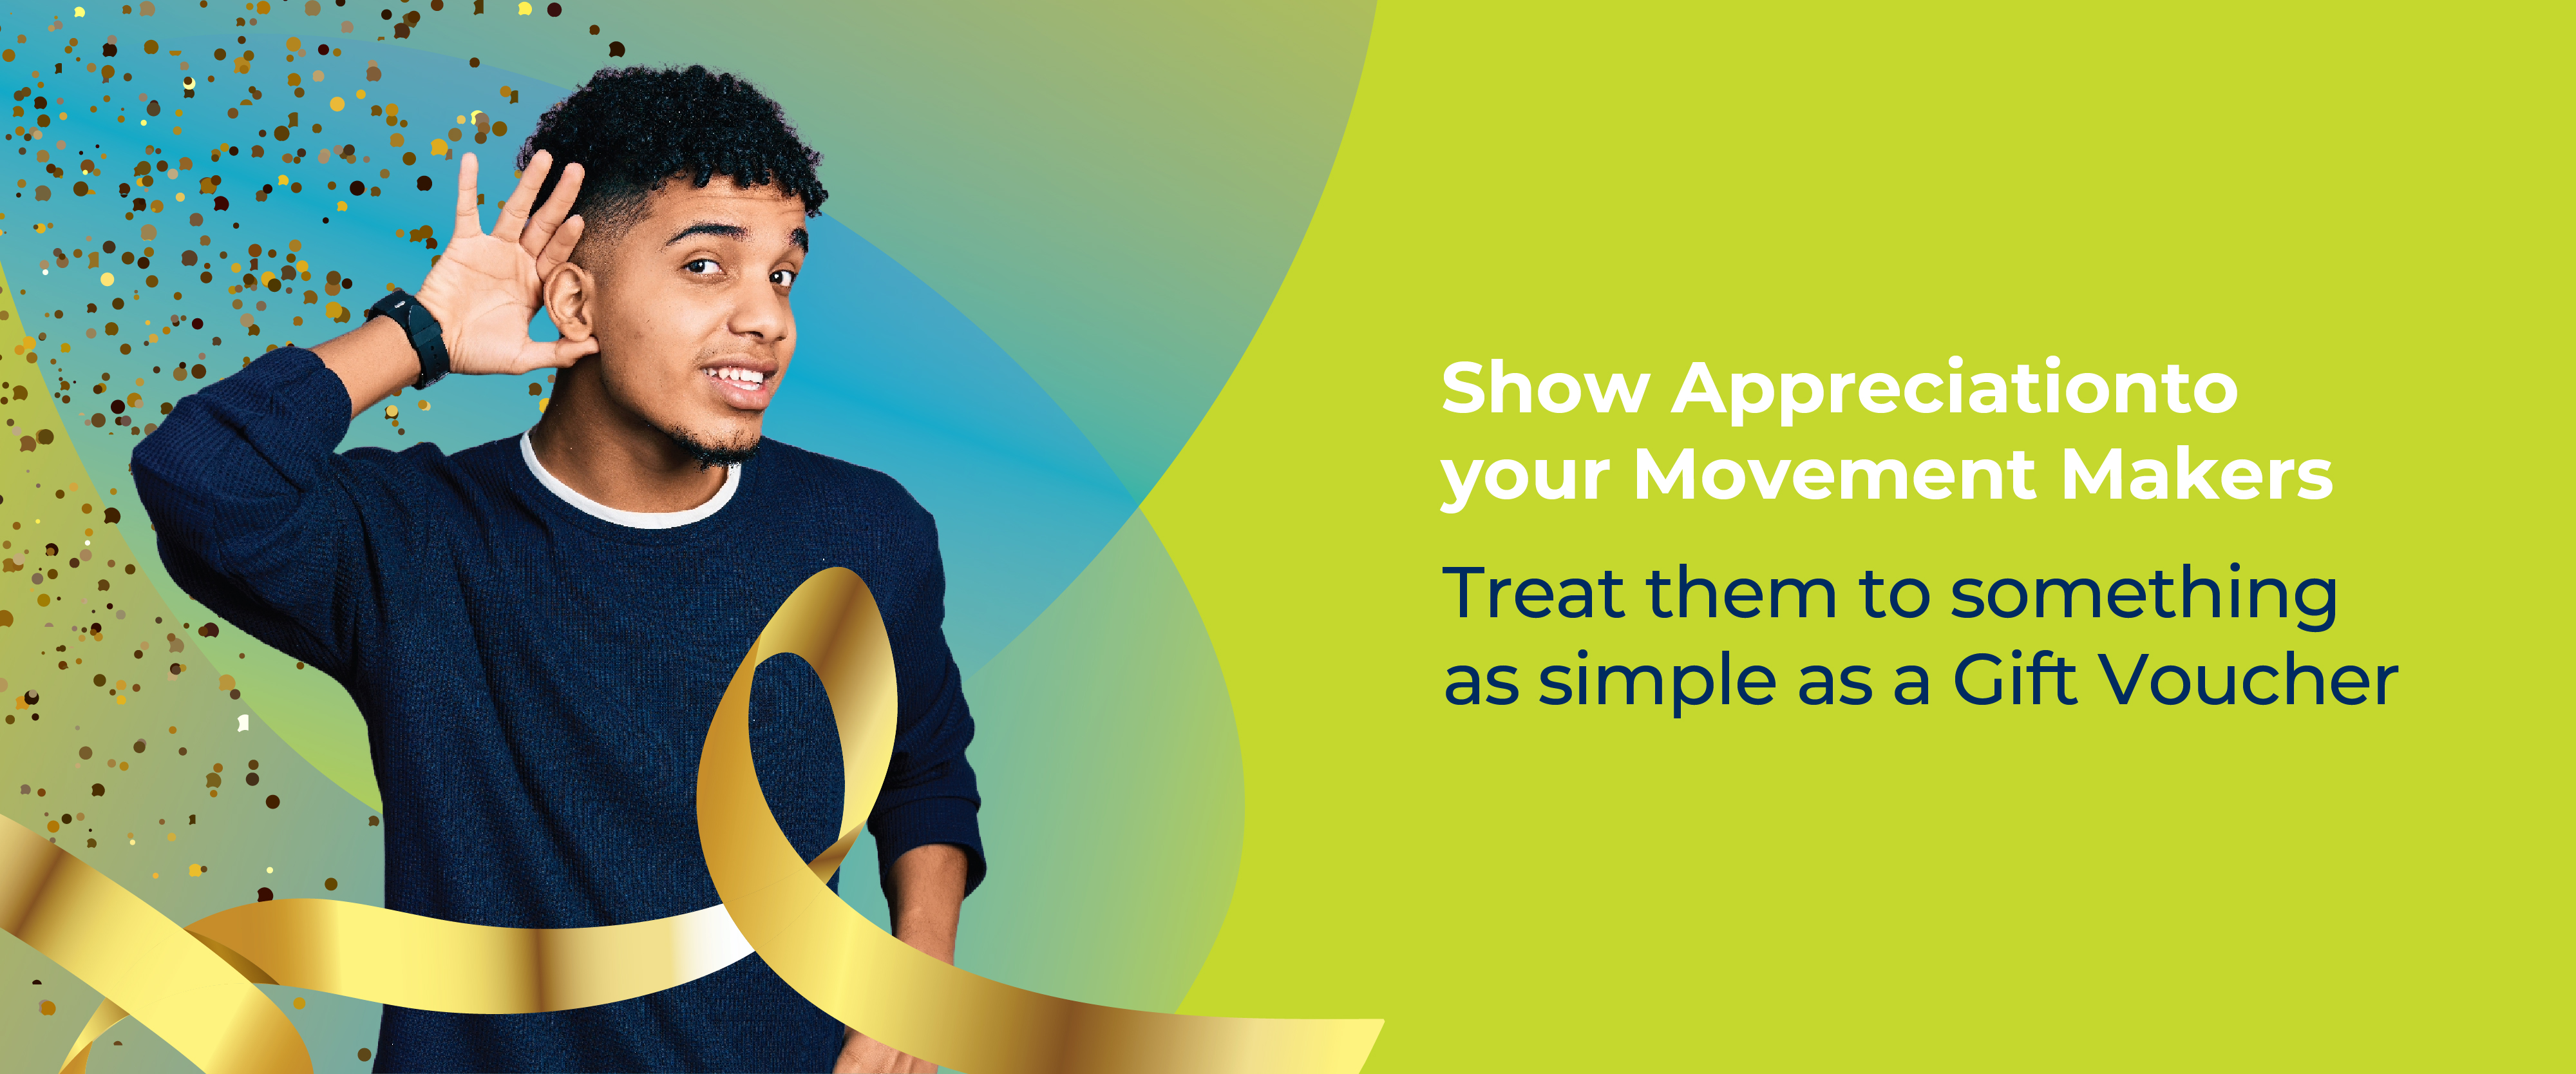 Show Appreciationto
your Movement Makers
Treat them to something
as simple as a Gift Voucher